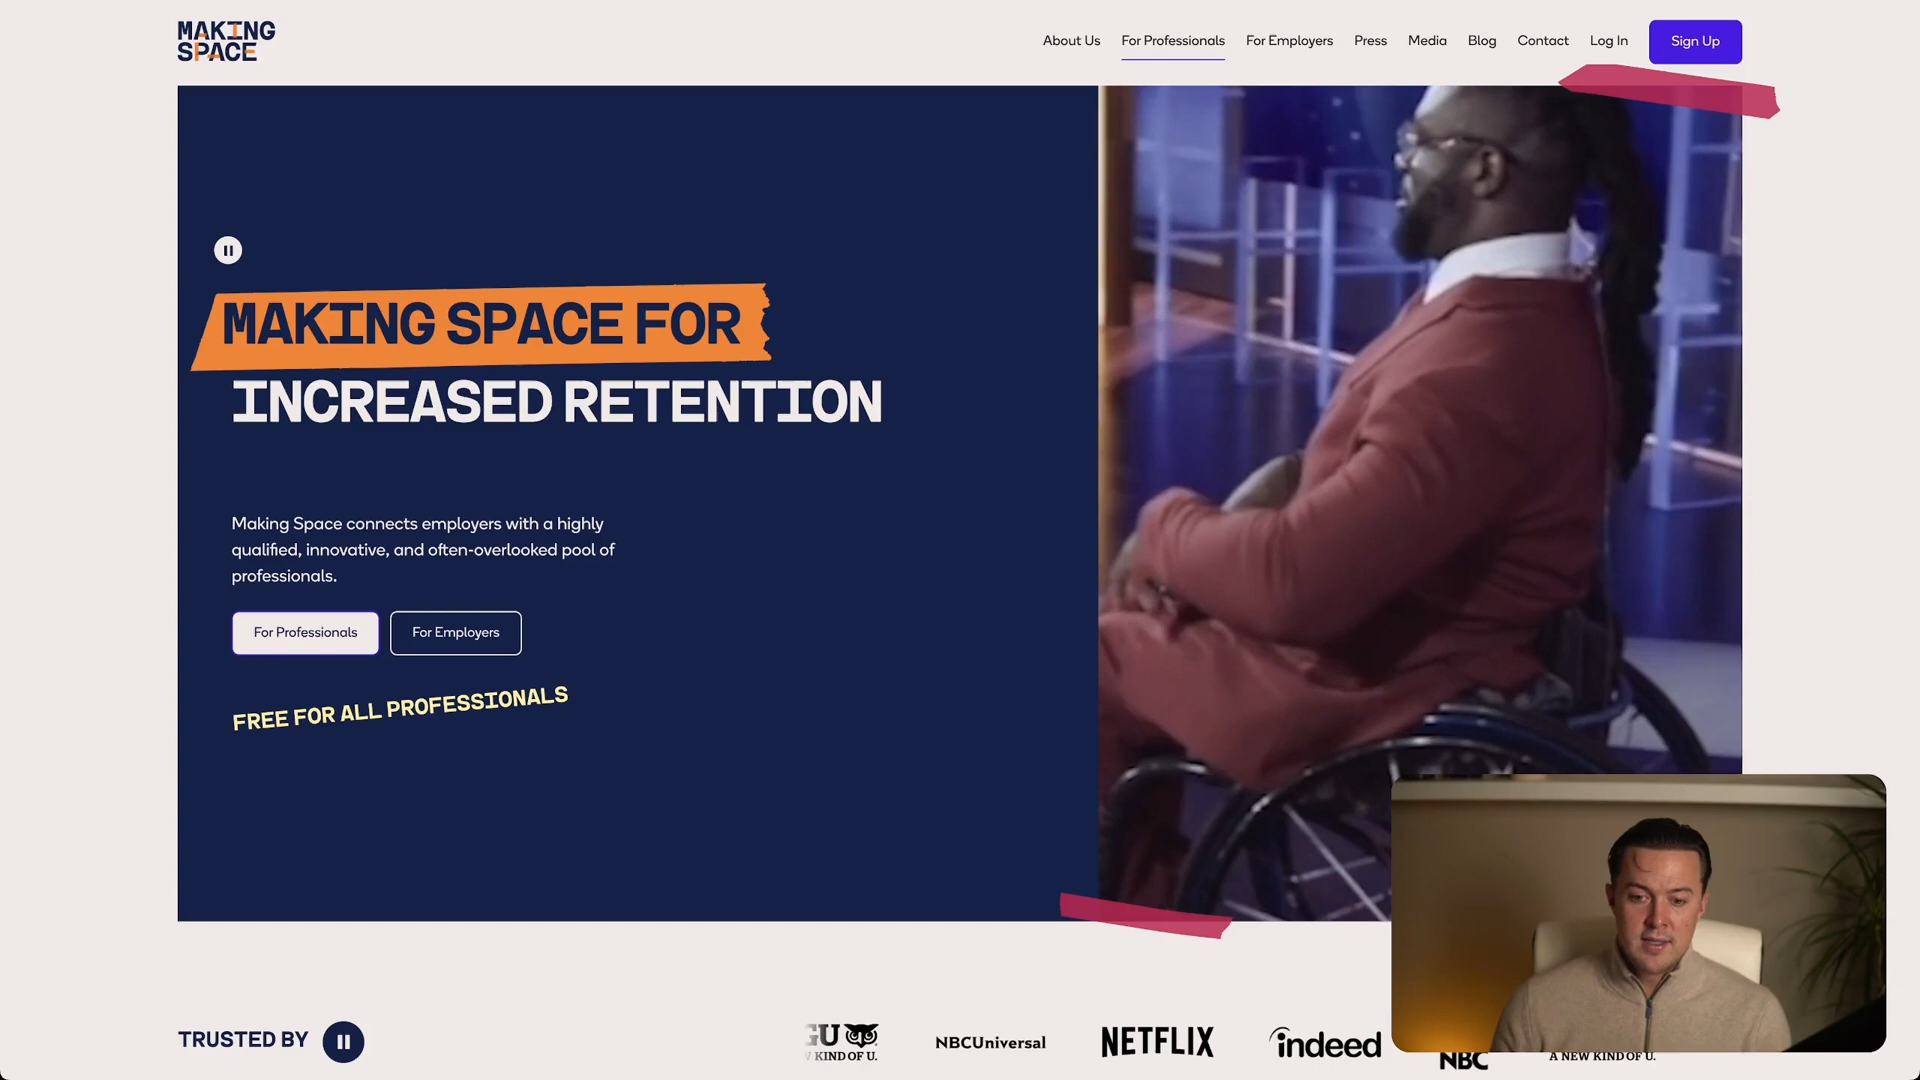 MAKING
SPACE
About Us
For Professionals
For Employers
Press
Media
Blog
Contact
Log In
Sign Up
MAKING SPACE FOR
INCREASED RETENTION
Making Space connects employers with a highly
qualified, innovative, and often-overlooked pool of
professionals.
For Professionals
For Employers
FREE FOR ALL PROFESSIONALS
TRUSTED BY
GU
KIND OF U.
NBCUniversal
NETFLIX
indeed
NBC
A NEW KIND OF U.